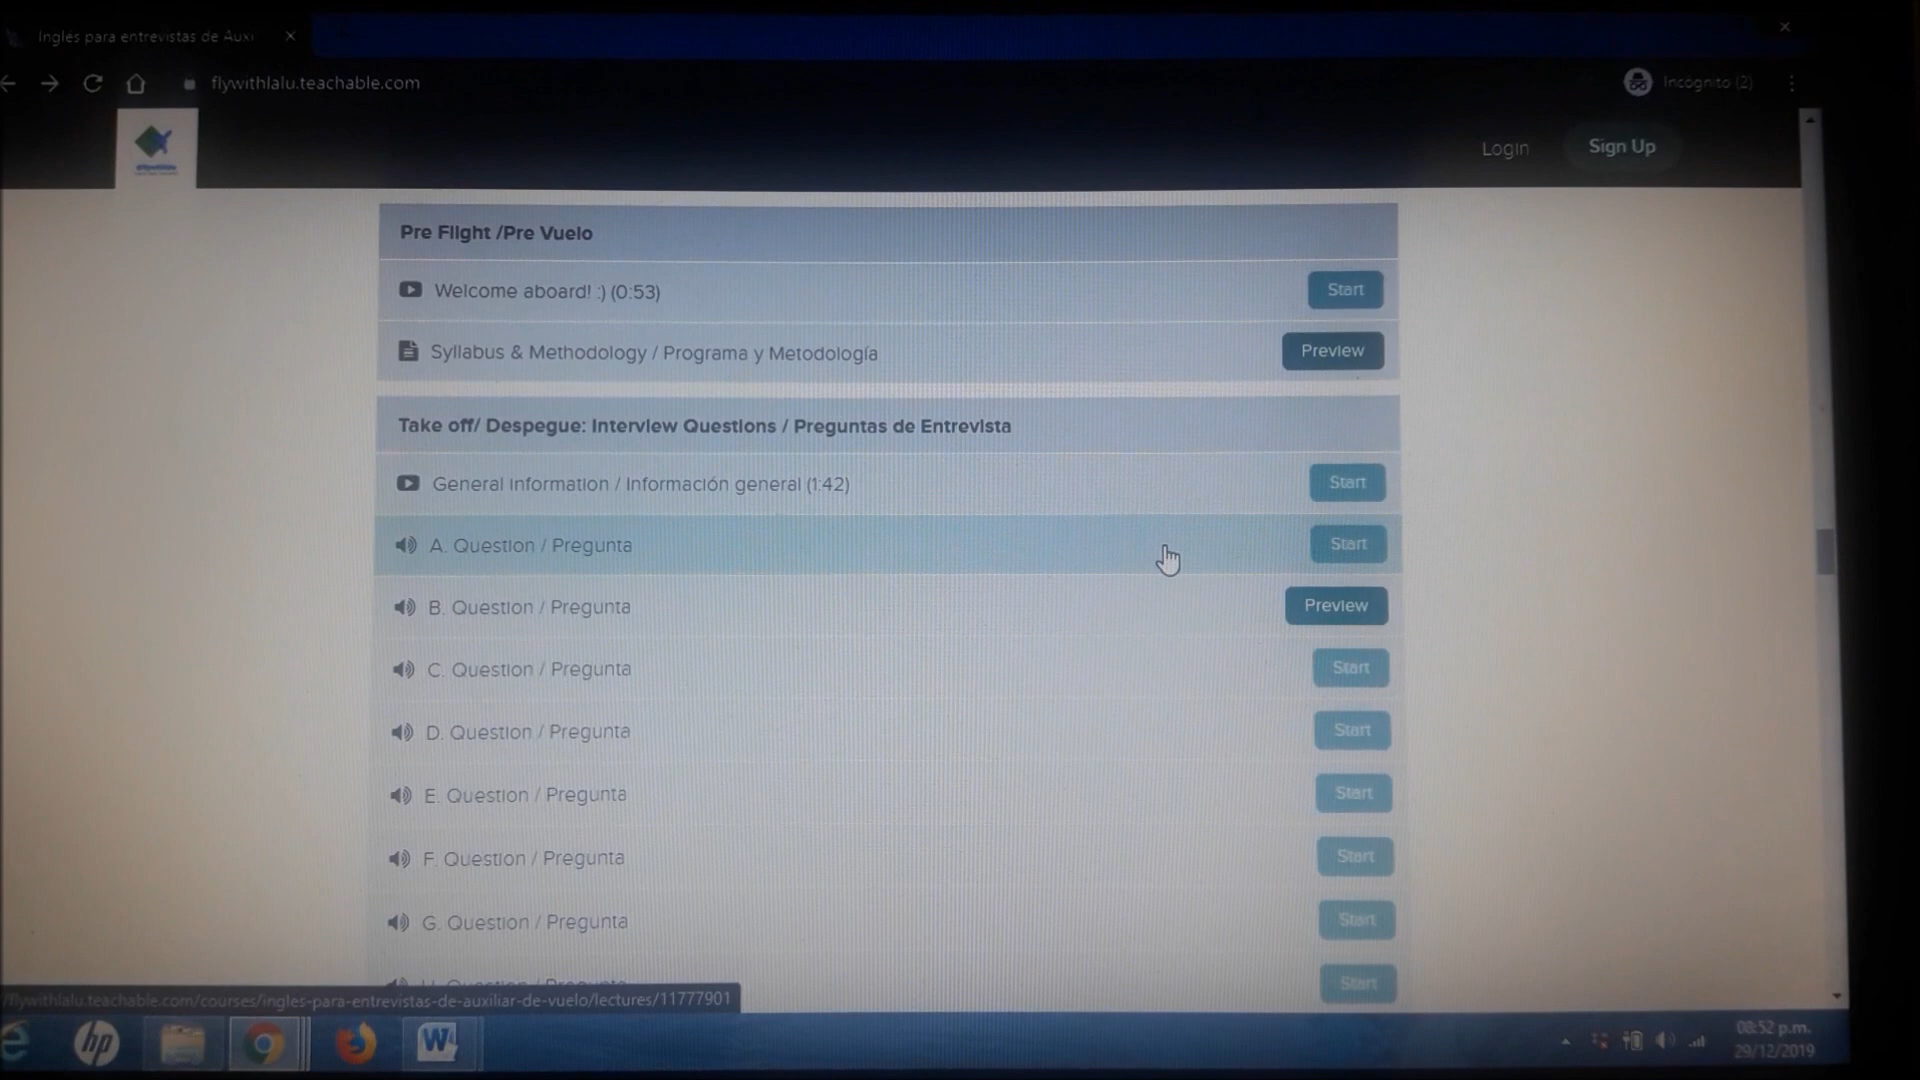 Inglés para entrevistas de Auxi
flywithlalu.teachable.com
Incognito (2)
Login
Sign Up
Pre Flight /Pre Vuelo
Welcome aboard! :) (0:53)
Start
Syllabus & Methodology / Programa y Metodología
Preview
Take off/ Despegue: Interview Questions / Preguntas de Entrevista
General Information / Información general (1:42)
Start
A. Question / Pregunta
Start
B. Question / Pregunta
Preview
C. Question / Pregunta
Start
D. Question / Pregunta
Start
E. Question / Pregunta
Start
F. Question / Pregunta
Start
G. Question / Pregunta
Start
Question / Pregunta
Start
/flywithlalu.teachable.com/courses/ingles-para-entrevistas-de-auxiliar-de-vuelo/lectures/11777901
hp
W
08:52 p.m.
29/12/2019